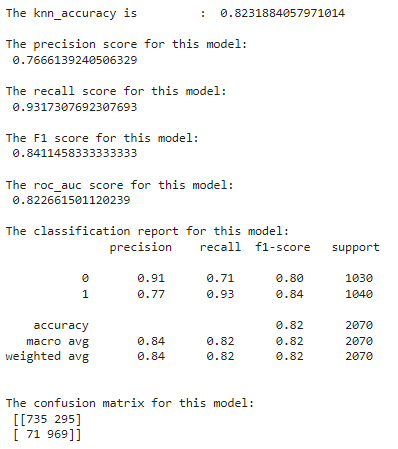 The knn_accuracy is         :  0.8231884057971014
The precision score for this model:
 0.7666139240506329
The recall score for this model:
 0.9317307692307693
The F1 score for this model:
 0.8411458333333333
The roc_auc score for this model:
 0.822661501120239
The classification report for this model:
              precision    recall  f1-score   support
           0       0.91      0.71      0.80      1030
           1       0.77      0.93      0.84      1040
    accuracy                           0.82      2070
   macro avg       0.84      0.82      0.82      2070
weighted avg       0.84      0.82      0.82      2070
The confusion matrix for this model:
 [[735 295]
 [ 71 969]]